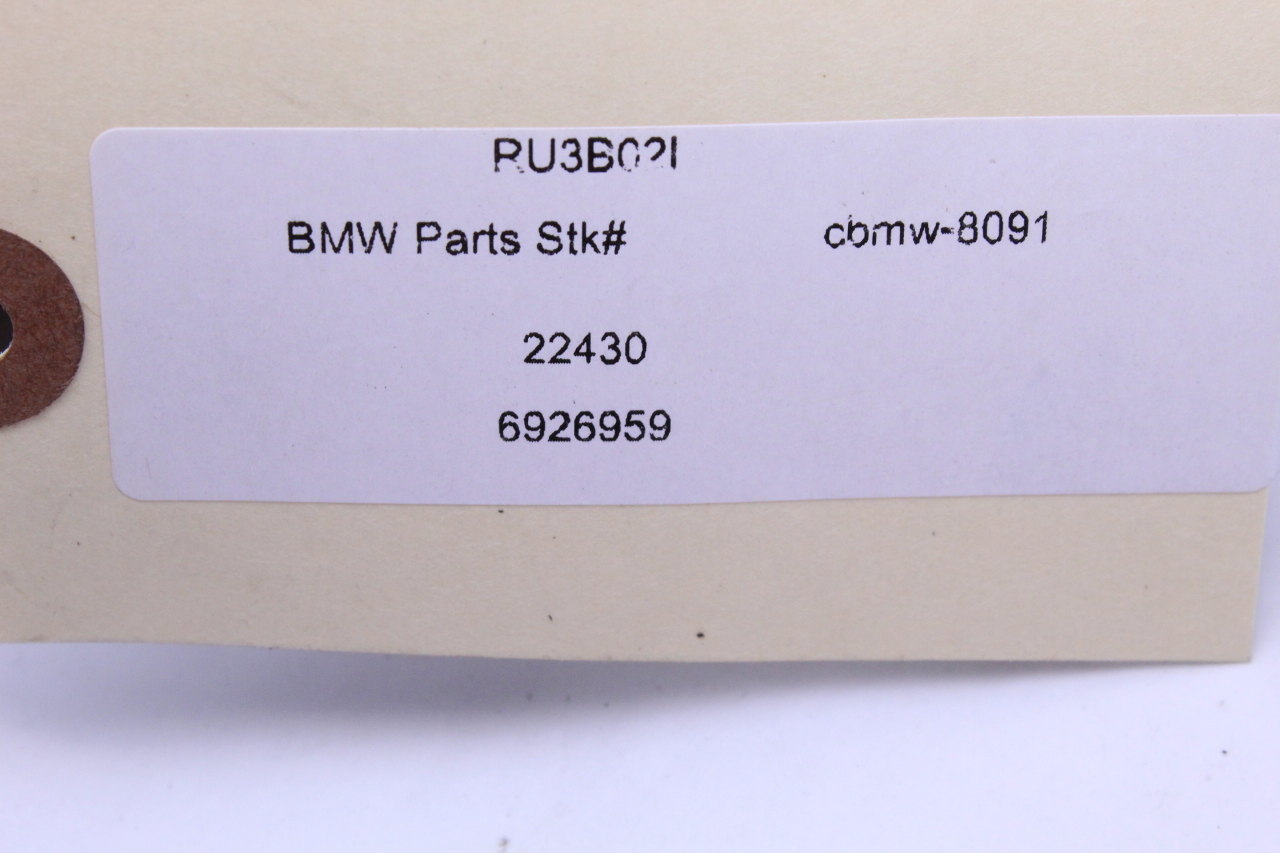 RU3B02I
BMW Parts Stk# cbmw-8091
22430
6926959